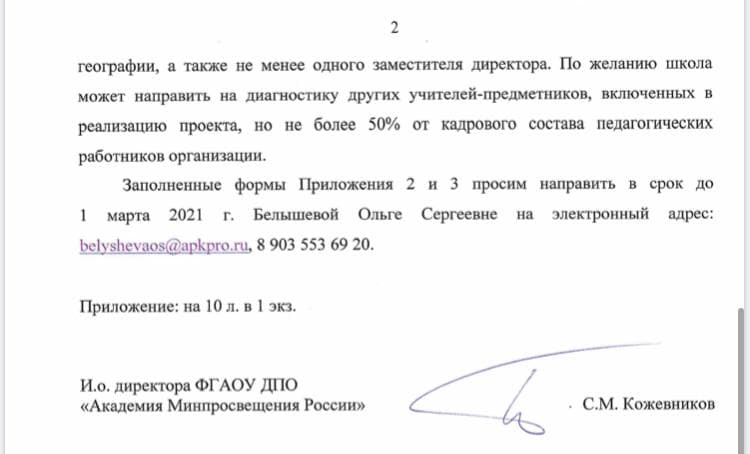 2
географии, а также не менее одного заместителя директора. По желанию школа
может направить на диагностику других учителей-предметников, включенных в
реализацию проекта, но не более 50% от кадрового состава педагогических
работников организации.
Заполненные формы Приложения 2 и 3 просим направить в срок до
1 марта 2021 г. Белышевой Ольге Сергеевне на электронный адрес:
belyshevaos@apkpro.ru, 8 903 553 69 20.
Приложение: на 10 л. в 1 экз.
И.о. директора ФГАОУ ДПО
«Академия Минпросвещения России»
С.М. Кожевников